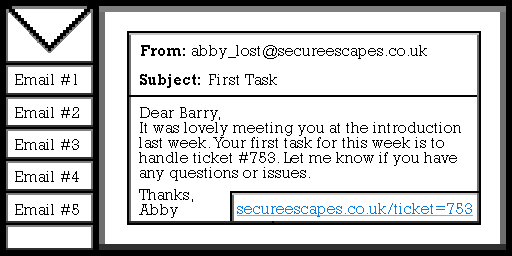 Email #1
Email #2
Email #3
Email #4
Email #5
From: abby_lost@secureescapes.co.uk
Subject: First Task
Dear Barry,
It was lovely meeting you at the introduction
last week. Your first task for this week is to
handle ticket #753. Let me know if you have
any questions or issues.
Thanks,
Abby
secureescapes.co.uk/ticket=753